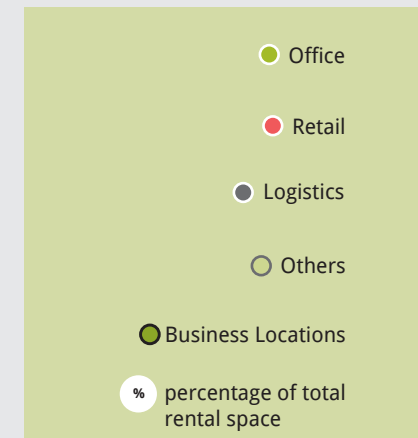 Office
Retail
Logistics
Others
Business Locations
% percentage of total
rental space